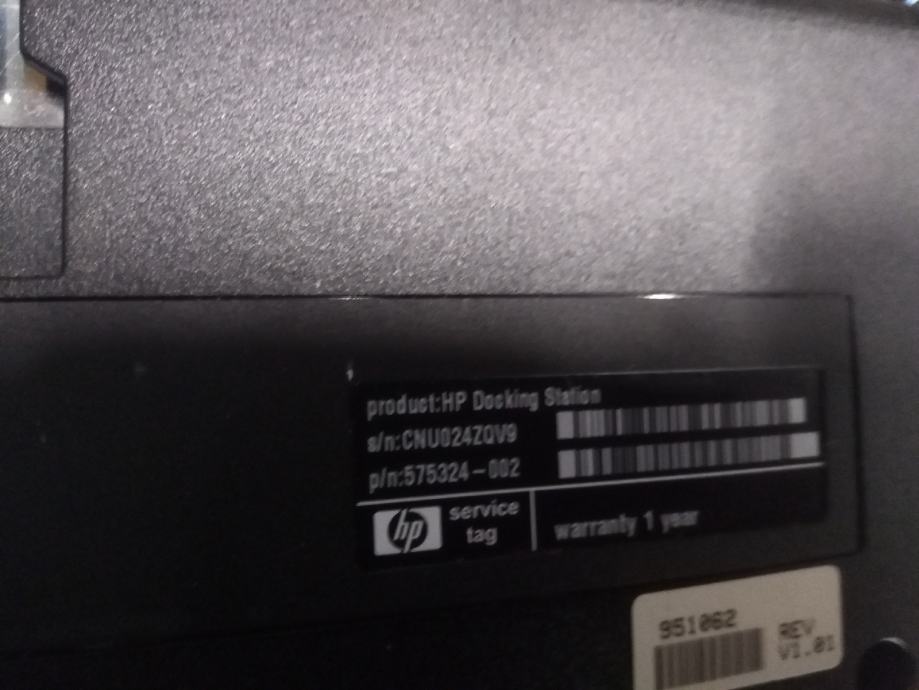 product:HP Docking Station
s/n:CNU024ZQV9
p/n:575324-002
hp service tag
warranty 1 year
951062
REV
V1.01